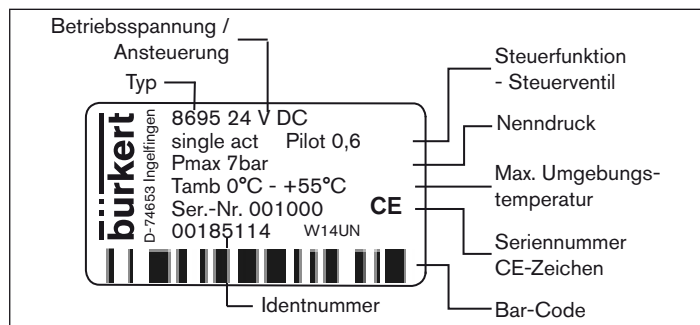 Betriebsspannung /
Ansteuerung
Typ
Steuerfunktion
- Steuerventil
Nenndruck
Max. Umgebungs-
temperatur
Seriennummer
CE-Zeichen
Bar-Code
Identnummer
bürkert
D-74653 Ingelfingen
8695 24 V DC
single act Pilot 0,6
Pmax 7bar
Tamb 0°C - +55°C
Ser.-Nr. 001000 CE
00185114 W14UN